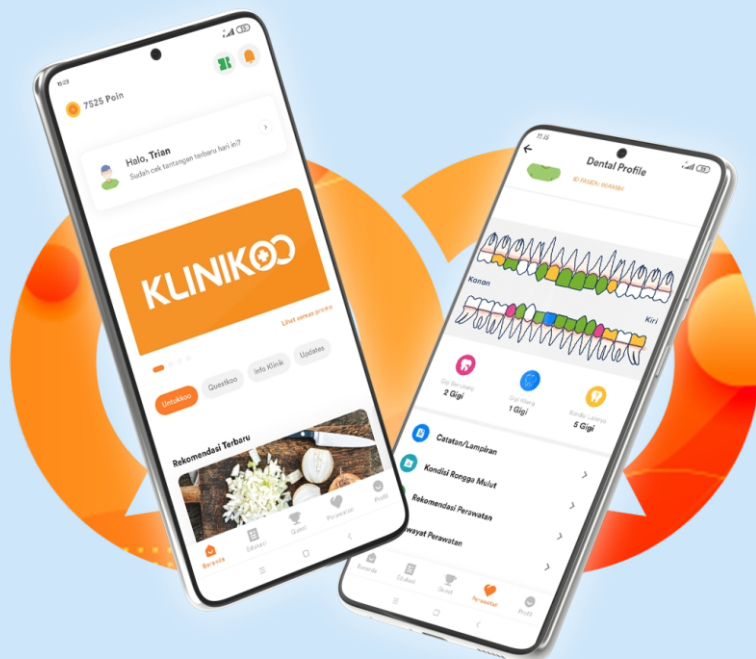 7525 Poin
Halo, Trian
Sudah cek tantangan terbaru hari ini?
KLINIKOO
Lihat semua promo
Untukkoo
Questkoo
Info Klinik
Updates
Rekomendasi Terbaru
Beranda
Edukasi
Quest
Perawatan
Profil
Dental Profile
Kanan
Kiri
Gigi Berlubang
2 Gigi
Gigi Hilang
1 Gigi
Kondisi Lainnya
5 Gigi
Catatan/Lampiran
Kondisi Rongga Mulut
Rekomendasi Perawatan
wayat Perawatan
Beranda
Edukasi
Quest
Perawatan
Profil